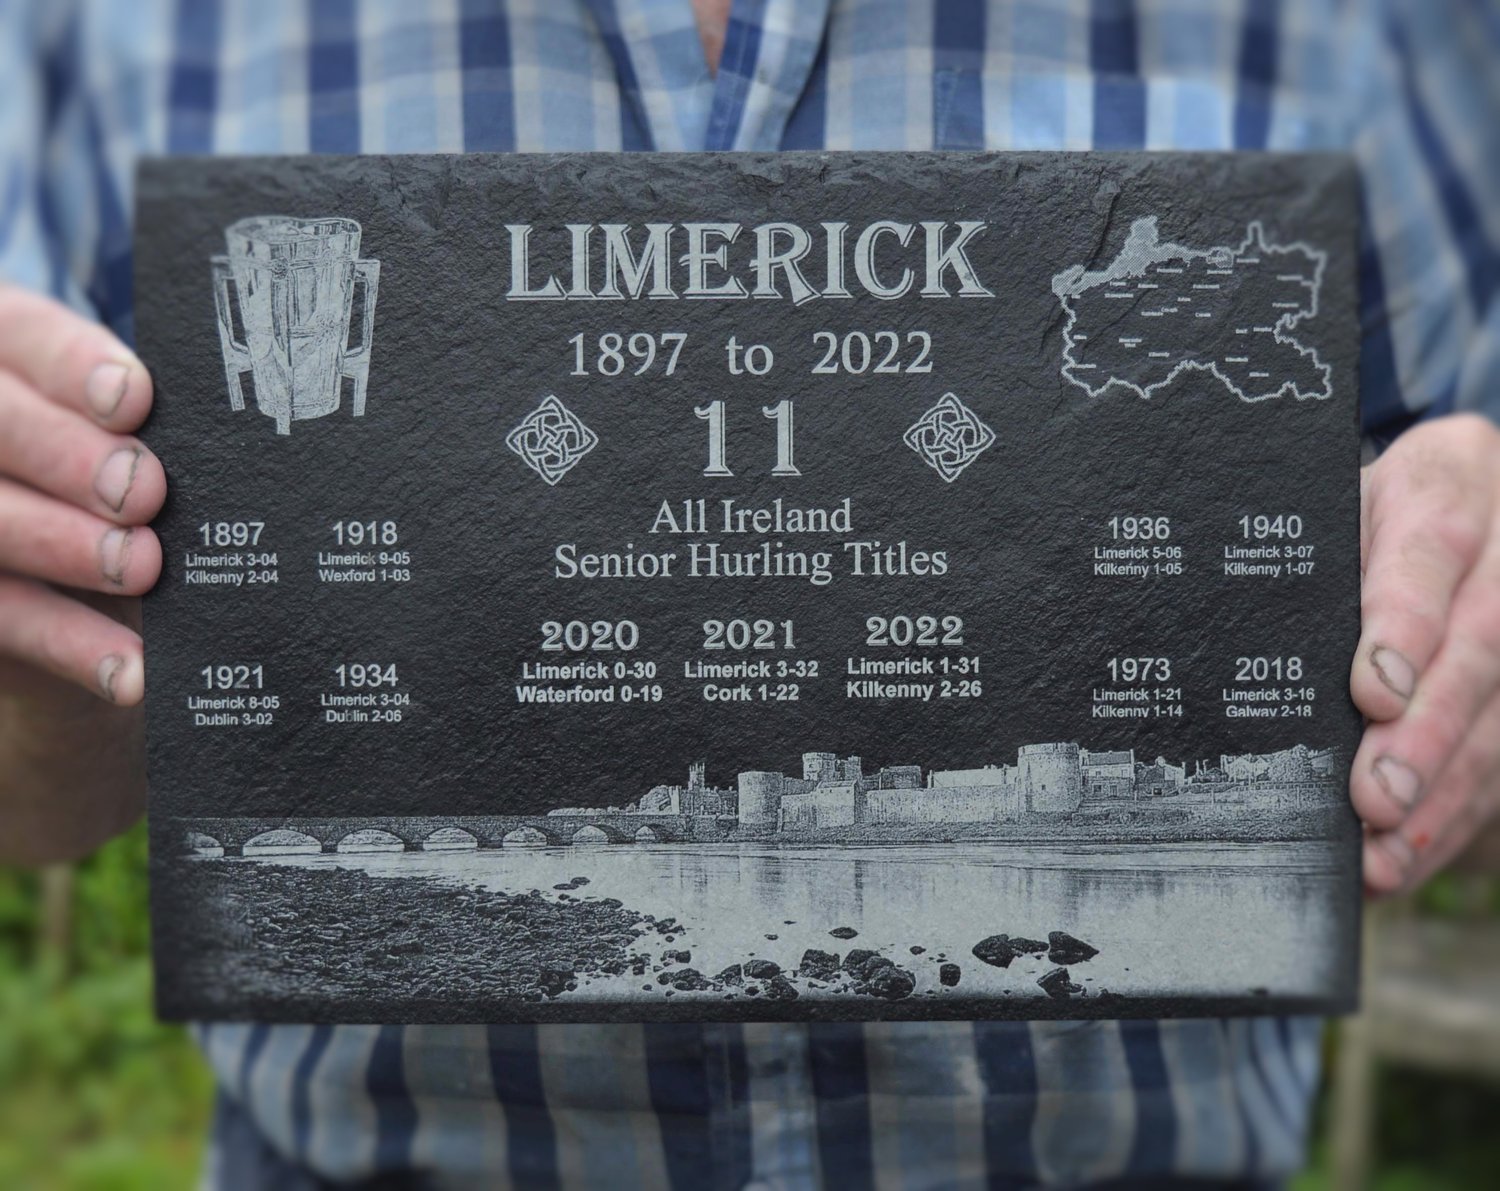 LIMERICK
1897 to 2022
11
All Ireland
Senior Hurling Titles
1897
Limerick 3-04
Kilkenny 2-04
1918
Limerick 9-05
Wexford 1-03
1921
Limerick 8-05
Dublin 3-02
1934
Limerick 3-04
Dublin 2-06
2020
Limerick 0-30
Waterford 0-19
2021
Limerick 3-32
Cork 1-22
2022
Limerick 1-31
Kilkenny 2-26
1936
Limerick 5-06
Kilkenny 1-05
1940
Limerick 3-07
Kilkenny 1-07
1973
Limerick 1-21
Kilkenny 1-14
2018
Limerick 3-16
Galway 2-18